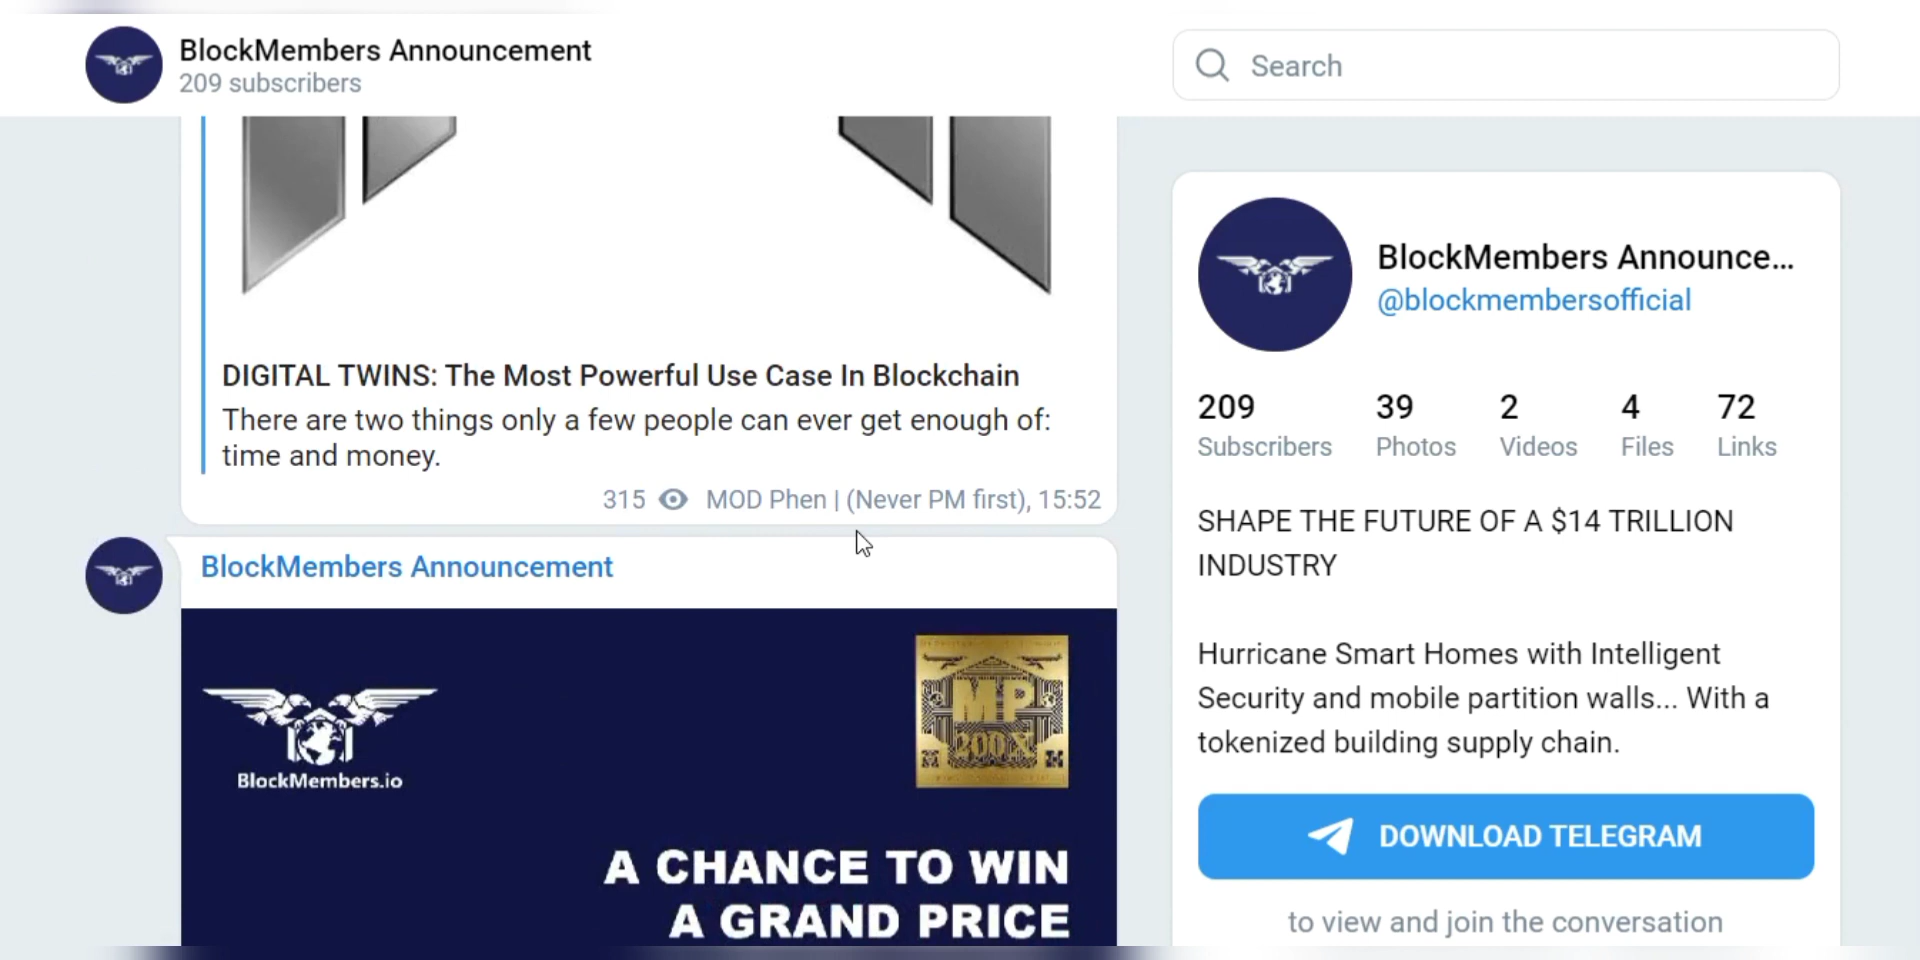 BlockMembers Announcement
209 subscribers
Search
DIGITAL TWINS: The Most Powerful Use Case In Blockchain
There are two things only a few people can ever get enough of:
time and money.
315 MOD Phen | (Never PM first), 15:52
BlockMembers Announcement
BlockMembers.io
MP
200X
A CHANCE TO WIN
A GRAND PRICE
BlockMembers Announce...
@blockmembersofficial
209 39 2 4 72
Subscribers Photos Videos Files Links
SHAPE THE FUTURE OF A $14 TRILLION
INDUSTRY
Hurricane Smart Homes with Intelligent
Security and mobile partition walls... With a
tokenized building supply chain.
DOWNLOAD TELEGRAM
to view and join the conversation